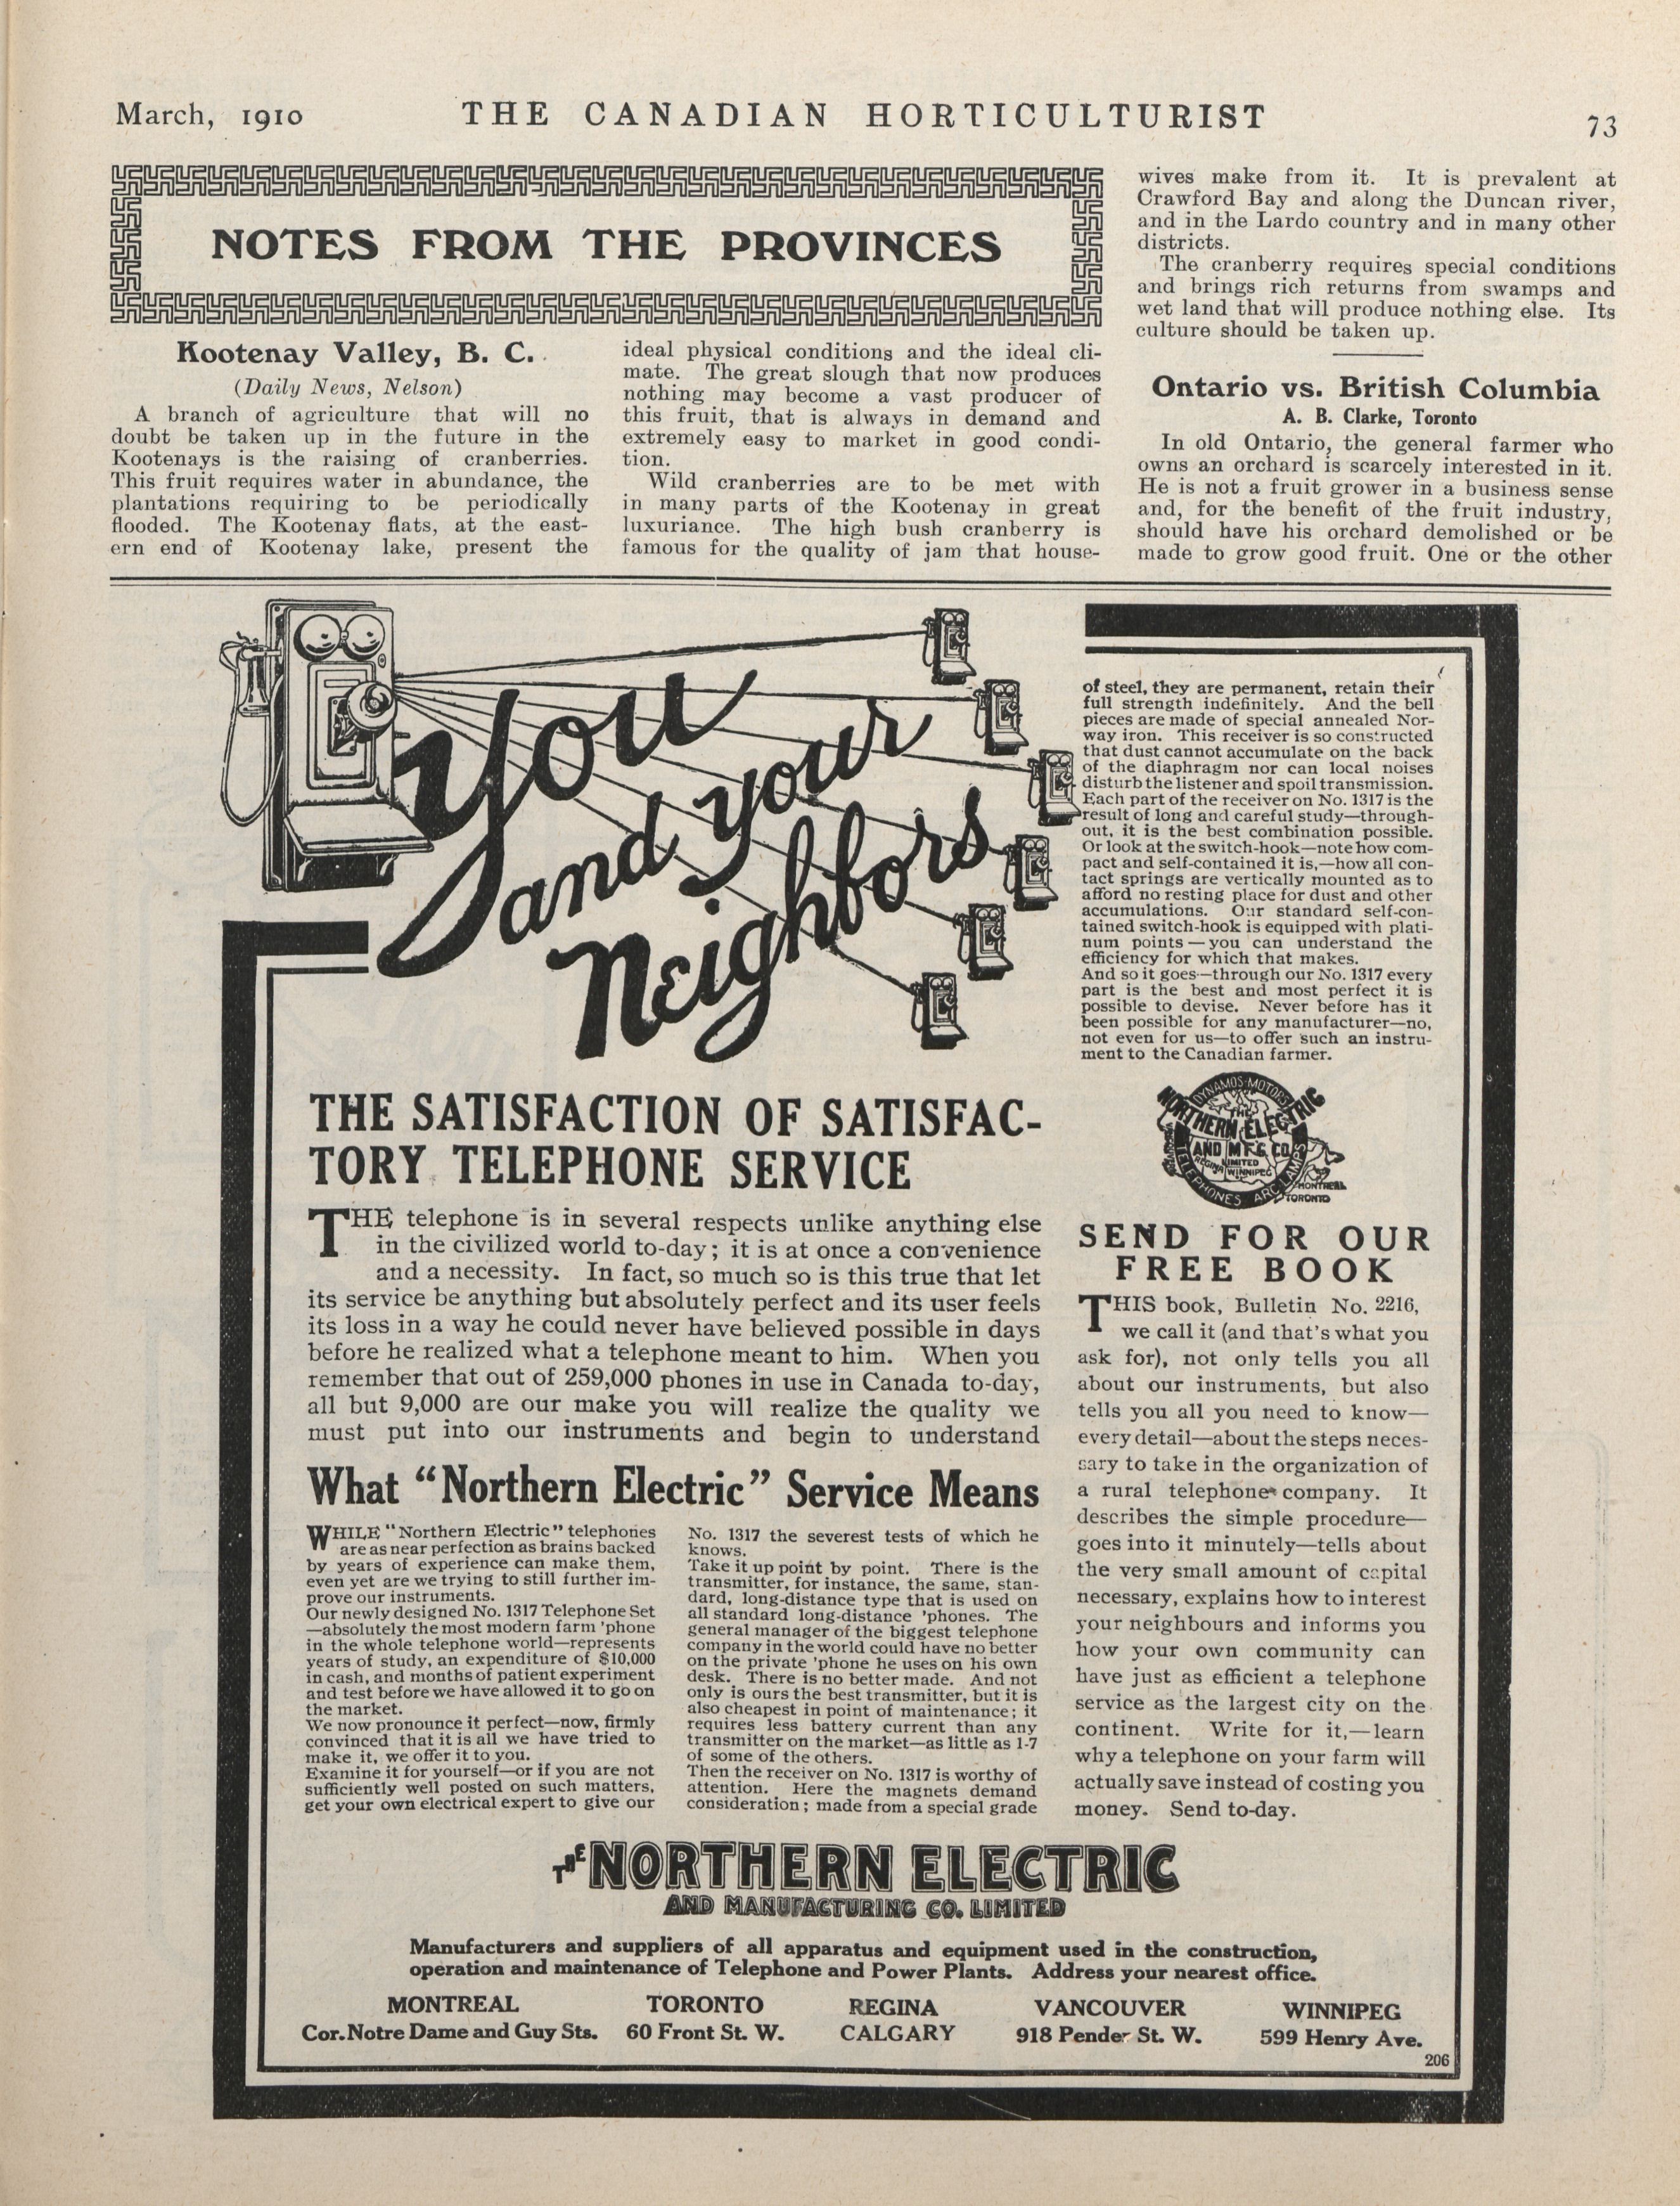 March, 1910
THE CANADIAN HORTICULTURIST
73
NOTES FROM THE PROVINCES
Kootenay Valley, B. C.
(Daily News, Nelson)
A branch of agriculture that will no
doubt be taken up in the future in the
Kootenays is the raising of cranberries.
This fruit requires water in abundance, the
plantations requiring to be periodically
flooded. The Kootenay flats, at the east-
ern end of Kootenay lake, present the
ideal physical conditions and the ideal cli-
mate. The great slough that now produces
nothing may become a vast producer of
this fruit, that is always in demand and
extremely easy to market in good condi-
tion.
Wild cranberries are to be met with
in many parts of the Kootenay in great
luxuriance. The high bush cranberry is
famous for the quality of jam that house-
wives make from it. It is prevalent at
Crawford Bay and along the Duncan river,
and in the Lardo country and in many other
districts.
The cranberry requires special conditions
and brings rich returns from swamps and
wet land that will produce nothing else. Its
culture should be taken up.
Ontario vs. British Columbia
A. B. Clarke, Toronto
In old Ontario, the general farmer who
owns an orchard is scarcely interested in it.
He is not a fruit grower in a business sense
and, for the benefit of the fruit industry,
should have his orchard demolished or be
made to grow good fruit. One or the other
You
and your
Neighbors
THE SATISFACTION OF SATISFAC-
TORY TELEPHONE SERVICE
THE telephone is in several respects unlike anything else
in the civilized world to-day; it is at once a convenience
and a necessity. In fact, so much so is this true that let
its service be anything but absolutely perfect and its user feels
its loss in a way he could never have believed possible in days
before he realized what a telephone meant to him. When you
remember that out of 259,000 phones in use in Canada to-day,
all but 9,000 are our make you will realize the quality we
must put into our instruments and begin to understand
What "Northern Electric" Service Means
WHILE "Northern Electric" telephones
are as near perfection as brains backed
by years of experience can make them,
even yet are we trying to still further im-
prove our instruments.
Our newly designed No. 1317 Telephone Set
—absolutely the most modern farm 'phone
in the whole telephone world—represents
years of study, an expenditure of $10,000
in cash, and months of patient experiment
and test before we have allowed it to go on
the market.
We now pronounce it perfect—now, firmly
convinced that it is all we have tried to
make it, we offer it to you.
Examine it for yourself—or if you are not
sufficiently well posted on such matters,
get your own electrical expert to give our
No. 1317 the severest tests of which he
knows.
Take it up point by point. There is the
transmitter, for instance, the same, stan-
dard, long-distance type that is used on
all standard long-distance 'phones. The
general manager of the biggest telephone
company in the world could have no better
on the private 'phone he uses on his own
desk. There is no better made. And not
only is ours the best transmitter, but it is
also cheapest in point of maintenance; it
requires less battery current than any
transmitter on the market—as little as 1-7
of some of the others.
Then the receiver on No. 1317 is worthy of
attention. Here the magnets demand
consideration; made from a special grade
of steel, they are permanent, retain their
full strength indefinitely. And the bell
pieces are made of special annealed Nor-
way iron. This receiver is so constructed
that dust cannot accumulate on the back
of the diaphragm nor can local noises
disturb the listener and spoil transmission.
Each part of the receiver on No. 1317 is the
result of long and careful study—through-
out, it is the best combination possible.
Or look at the switch-hook—note how com-
pact and self-contained it is,—how all con-
tact springs are vertically mounted as to
afford no resting place for dust and other
accumulations. Our standard self-con-
tained switch-hook is equipped with plati-
num points—you can understand the
efficiency for which that makes.
And so it goes—through our No. 1317 every
part is the best and most perfect it is
possible to devise. Never before has it
been possible for any manufacturer—no,
not even for us—to offer such an instru-
ment to the Canadian farmer.
DYNAMOS·MOTORS
THE
NORTHERN ELECTRIC
AND MFG CO
LIMITED
REGINA WINNIPEG
MONTREAL
TORONTO
TELEPHONES ARC LAMPS
SEND FOR OUR
FREE BOOK
THIS book, Bulletin No. 2216,
we call it (and that's what you
ask for), not only tells you all
about our instruments, but also
tells you all you need to know—
every detail—about the steps neces-
sary to take in the organization of
a rural telephone company. It
describes the simple procedure—
goes into it minutely—tells about
the very small amount of capital
necessary, explains how to interest
your neighbours and informs you
how your own community can
have just as efficient a telephone
service as the largest city on the
continent. Write for it,—learn
why a telephone on your farm will
actually save instead of costing you
money. Send to-day.
THE NORTHERN ELECTRIC
AND MANUFACTURING CO. LIMITED
Manufacturers and suppliers of all apparatus and equipment used in the construction,
operation and maintenance of Telephone and Power Plants. Address your nearest office.
MONTREAL
Cor. Notre Dame and Guy Sts.
TORONTO
60 Front St. W.
REGINA
CALGARY
VANCOUVER
918 Pender St. W.
WINNIPEG
599 Henry Ave.
206